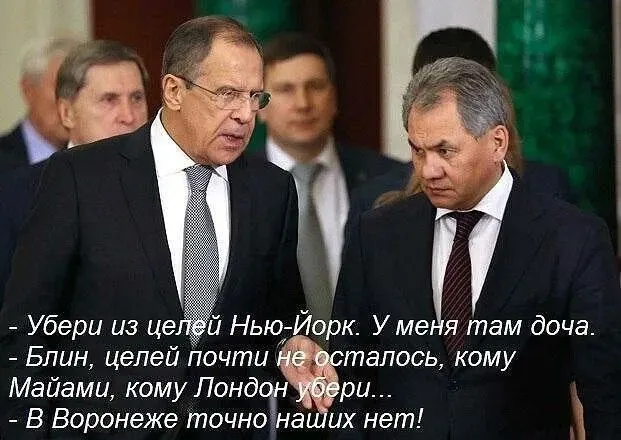 - Убери из целей Нью-Йорк. У меня там доча.
- Блин, целей почти не осталось, кому
Майами, кому Лондон убери...
- В Воронеже точно наших нет!